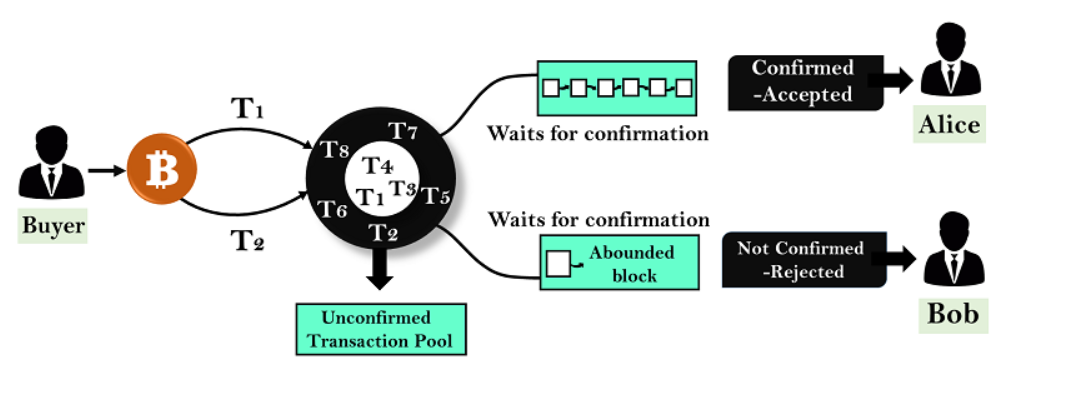 Buyer
₿
T1
T2
T7
T8
T4
T1
T3
T5
T6
T2
Unconfirmed
Transaction Pool
Waits for confirmation
Confirmed
-Accepted
Alice
Waits for confirmation
Abounded
block
Not Confirmed
-Rejected
Bob